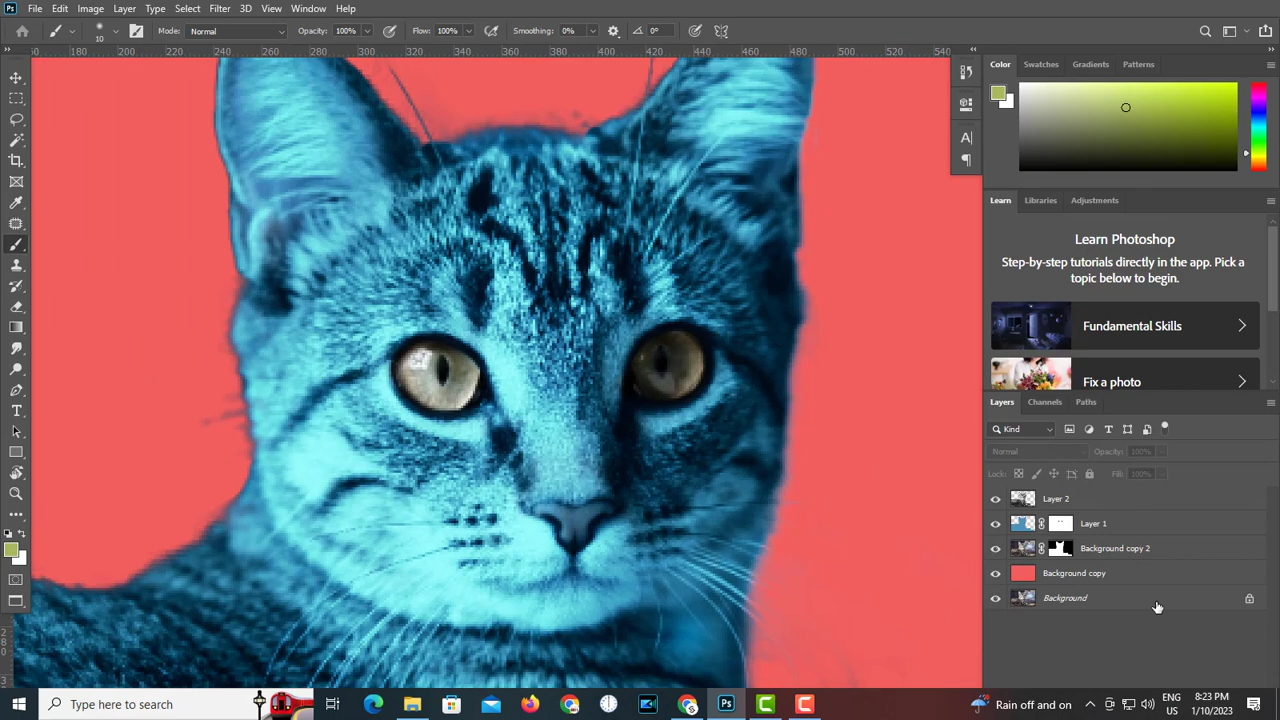 Ps File Edit Image Layer Type Select Filter 3D View Window Help
10 Mode: Normal Opacity: 100% Flow: 100% Smoothing: 0% 0°
180 200 220 240 260 280 300 320 340 360 380 400 420 440 460 480 500 520 540
Color Swatches Gradients Patterns
Learn Libraries Adjustments
Learn Photoshop
Step-by-step tutorials directly in the app. Pick a
topic below to begin.
Fundamental Skills
Fix a photo
Layers Channels Paths
Kind
Normal Opacity: 100%
Lock: Fill: 100%
Layer 2
Layer 1
Background copy 2
Background copy
Background
Type here to search
Ps
Rain off and on
ENG
US
8:23 PM
1/10/2023